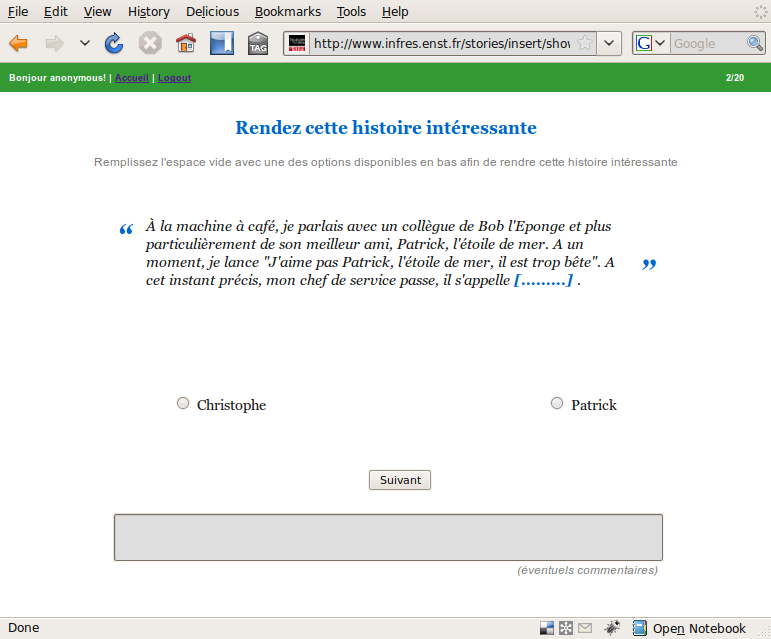 File Edit View History Delicious Bookmarks Tools Help
TAG http://www.infres.enst.fr/stories/insert/show G Google
Bonjour anonymous! | Accueil | Logout 2/20
Rendez cette histoire intéressante
Remplissez l'espace vide avec une des options disponibles en bas afin de rendre cette histoire intéressante
“ À la machine à café, je parlais avec un collègue de Bob l'Eponge et plus
particulièrement de son meilleur ami, Patrick, l'étoile de mer. A un
moment, je lance "J'aime pas Patrick, l'étoile de mer, il est trop bête". A
cet instant précis, mon chef de service passe, il s'appelle [.........] . ”
Christophe Patrick
Suivant
(éventuels commentaires)
Done Open Notebook